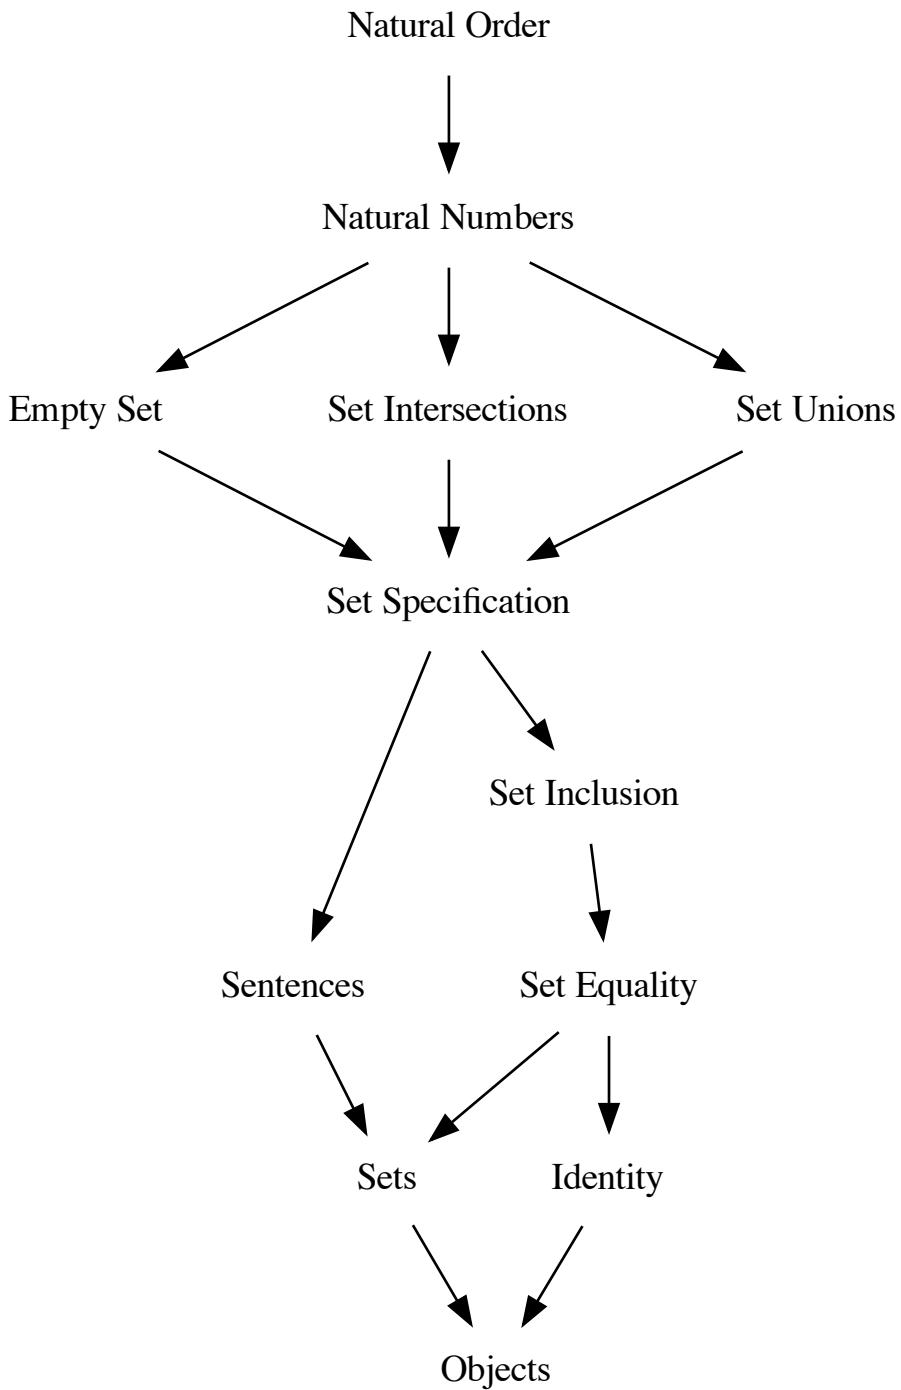 Natural Order
Natural Numbers
Empty Set
Set Intersections
Set Unions
Set Specification
Set Inclusion
Sentences
Set Equality
Sets
Identity
Objects